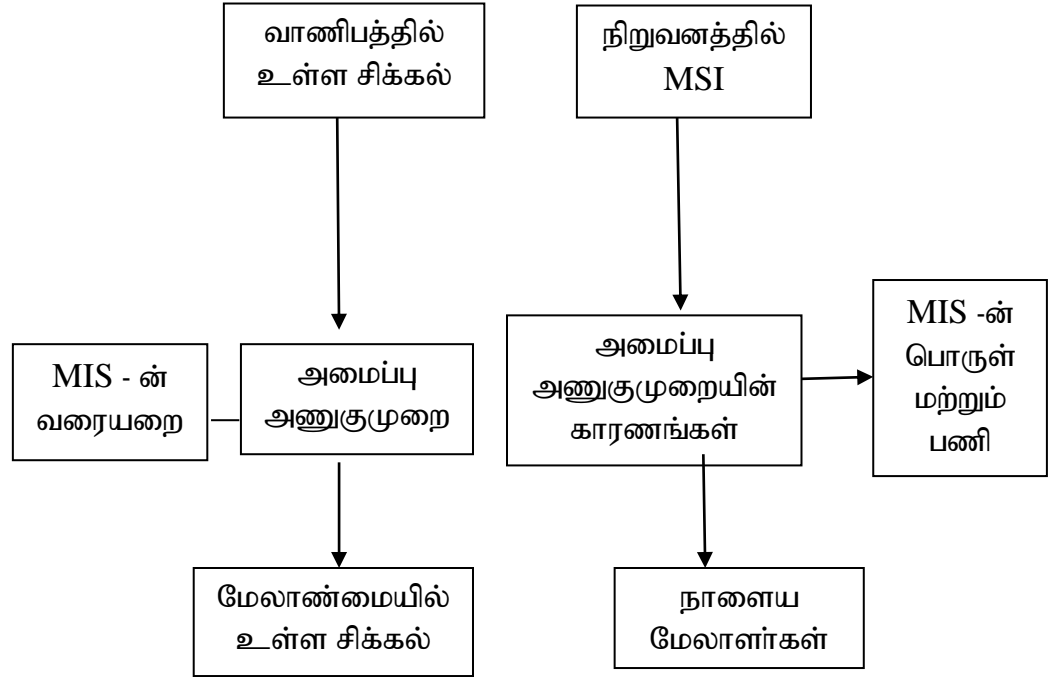 வாணிபத்தில்
உள்ள சிக்கல்
நிறுவனத்தில்
MSI
MIS - ன்
வரையறை
அமைப்பு
அணுகுமுறை
அமைப்பு
அணுகுமுறையின்
காரணங்கள்
MIS -ன்
பொருள்
மற்றும்
பணி
மேலாண்மையில்
உள்ள சிக்கல்
நாளைய
மேலாளர்கள்